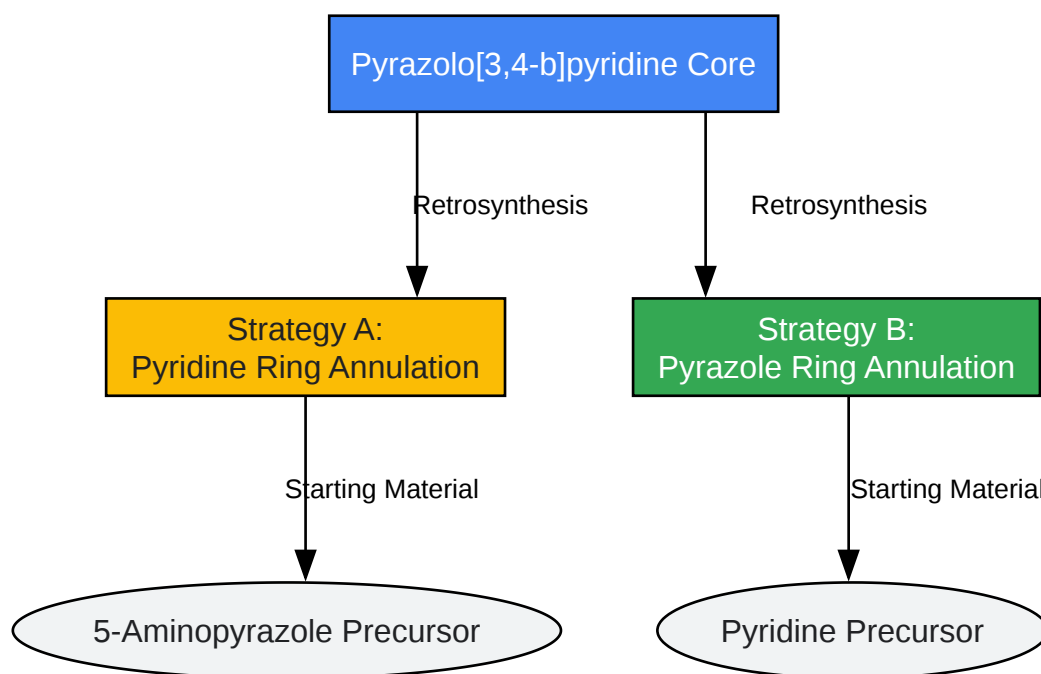 Pyrazolo[3,4-b]pyridine Core
Retrosynthesis
Retrosynthesis
Strategy A:
Pyridine Ring Annulation
Strategy B:
Pyrazole Ring Annulation
Starting Material
Starting Material
5-Aminopyrazole Precursor
Pyridine Precursor